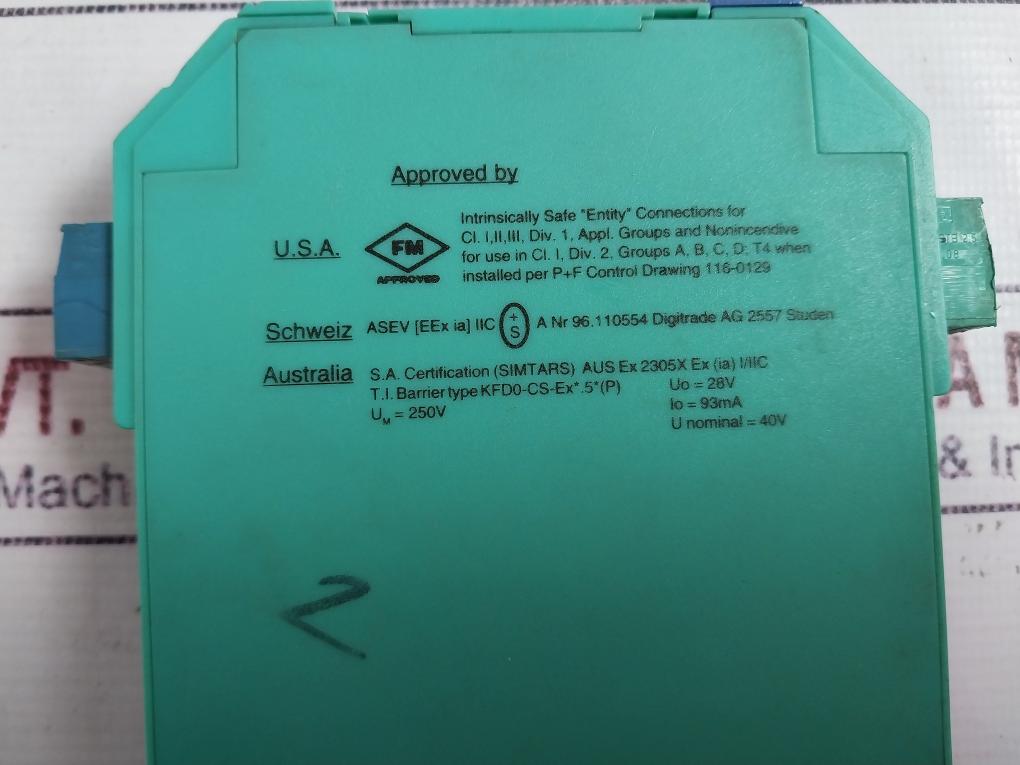 Approved by
U.S.A.
FM
APPROVED
Intrinsically Safe "Entity" Connections for
Cl. I,II,III, Div. 1, Appl. Groups and Nonincendive
for use in Cl. I, Div. 2, Groups A, B, C, D; T4 when
installed per P+F Control Drawing 116-0129
Schweiz ASEV [EEx ia] IIC
+
S
A Nr 96.110554 Digitrade AG 2557 Studen
Australia S.A. Certification (SIMTARS) AUS Ex 2305X Ex (ia) I/IIC
T.I. Barrier type KFD0-CS-Ex*.5*(P) Uo = 28V
UM = 250V Io = 93mA
U nominal = 40V
2
VT.
AN
Mach
& In